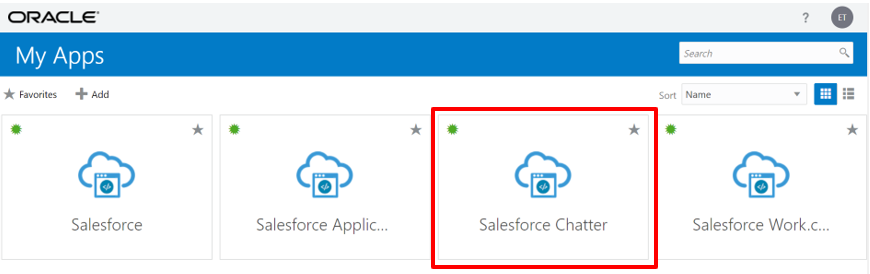 ORACLE®
? ET
My Apps
Search
Favorites Add Sort Name
Salesforce Salesforce Applic... Salesforce Chatter Salesforce Work.c...